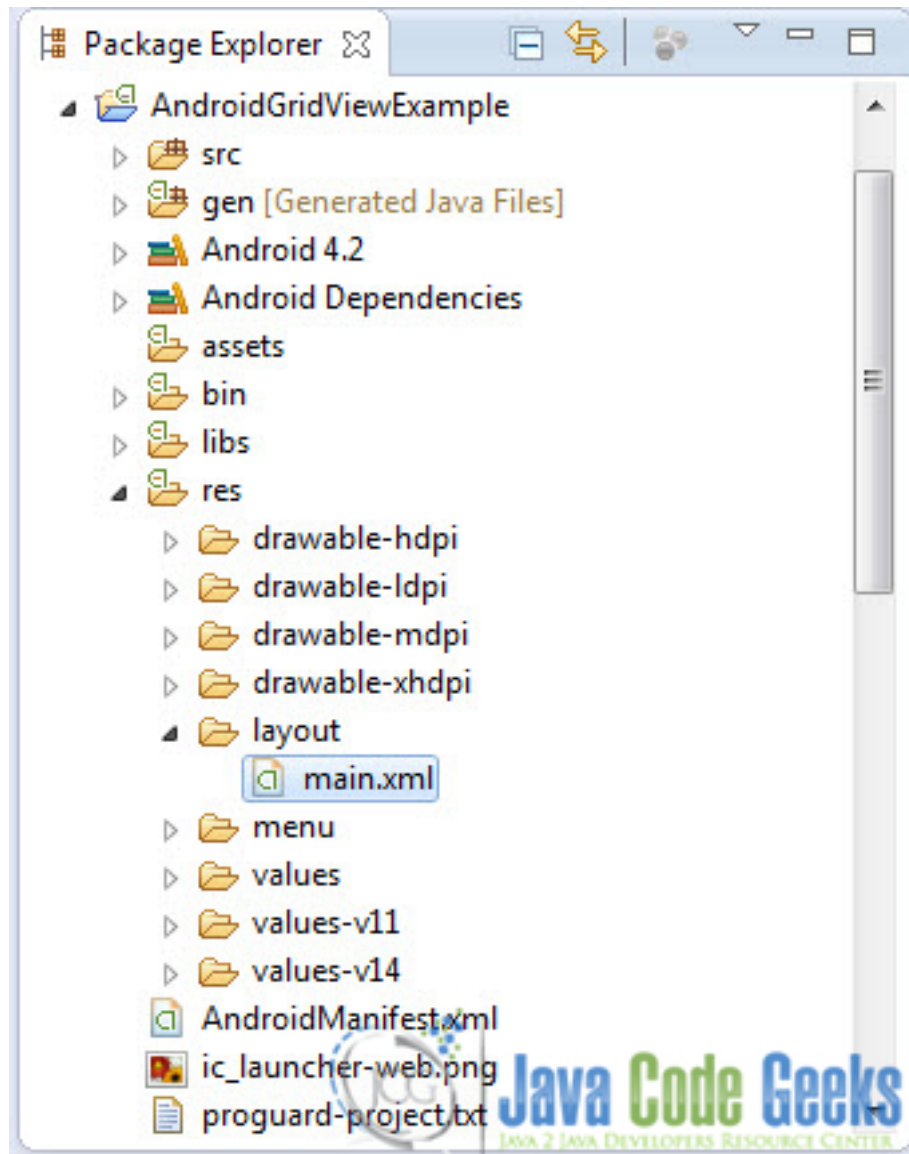 Package Explorer
AndroidGridViewExample
src
gen [Generated Java Files]
Android 4.2
Android Dependencies
assets
bin
libs
res
drawable-hdpi
drawable-ldpi
drawable-mdpi
drawable-xhdpi
layout
main.xml
menu
values
values-v11
values-v14
AndroidManifest.xml
ic_launcher-web.png
proguard-project.txt
JCG
Java Code Geeks
JAVA 2 JAVA DEVELOPERS RESOURCE CENTER